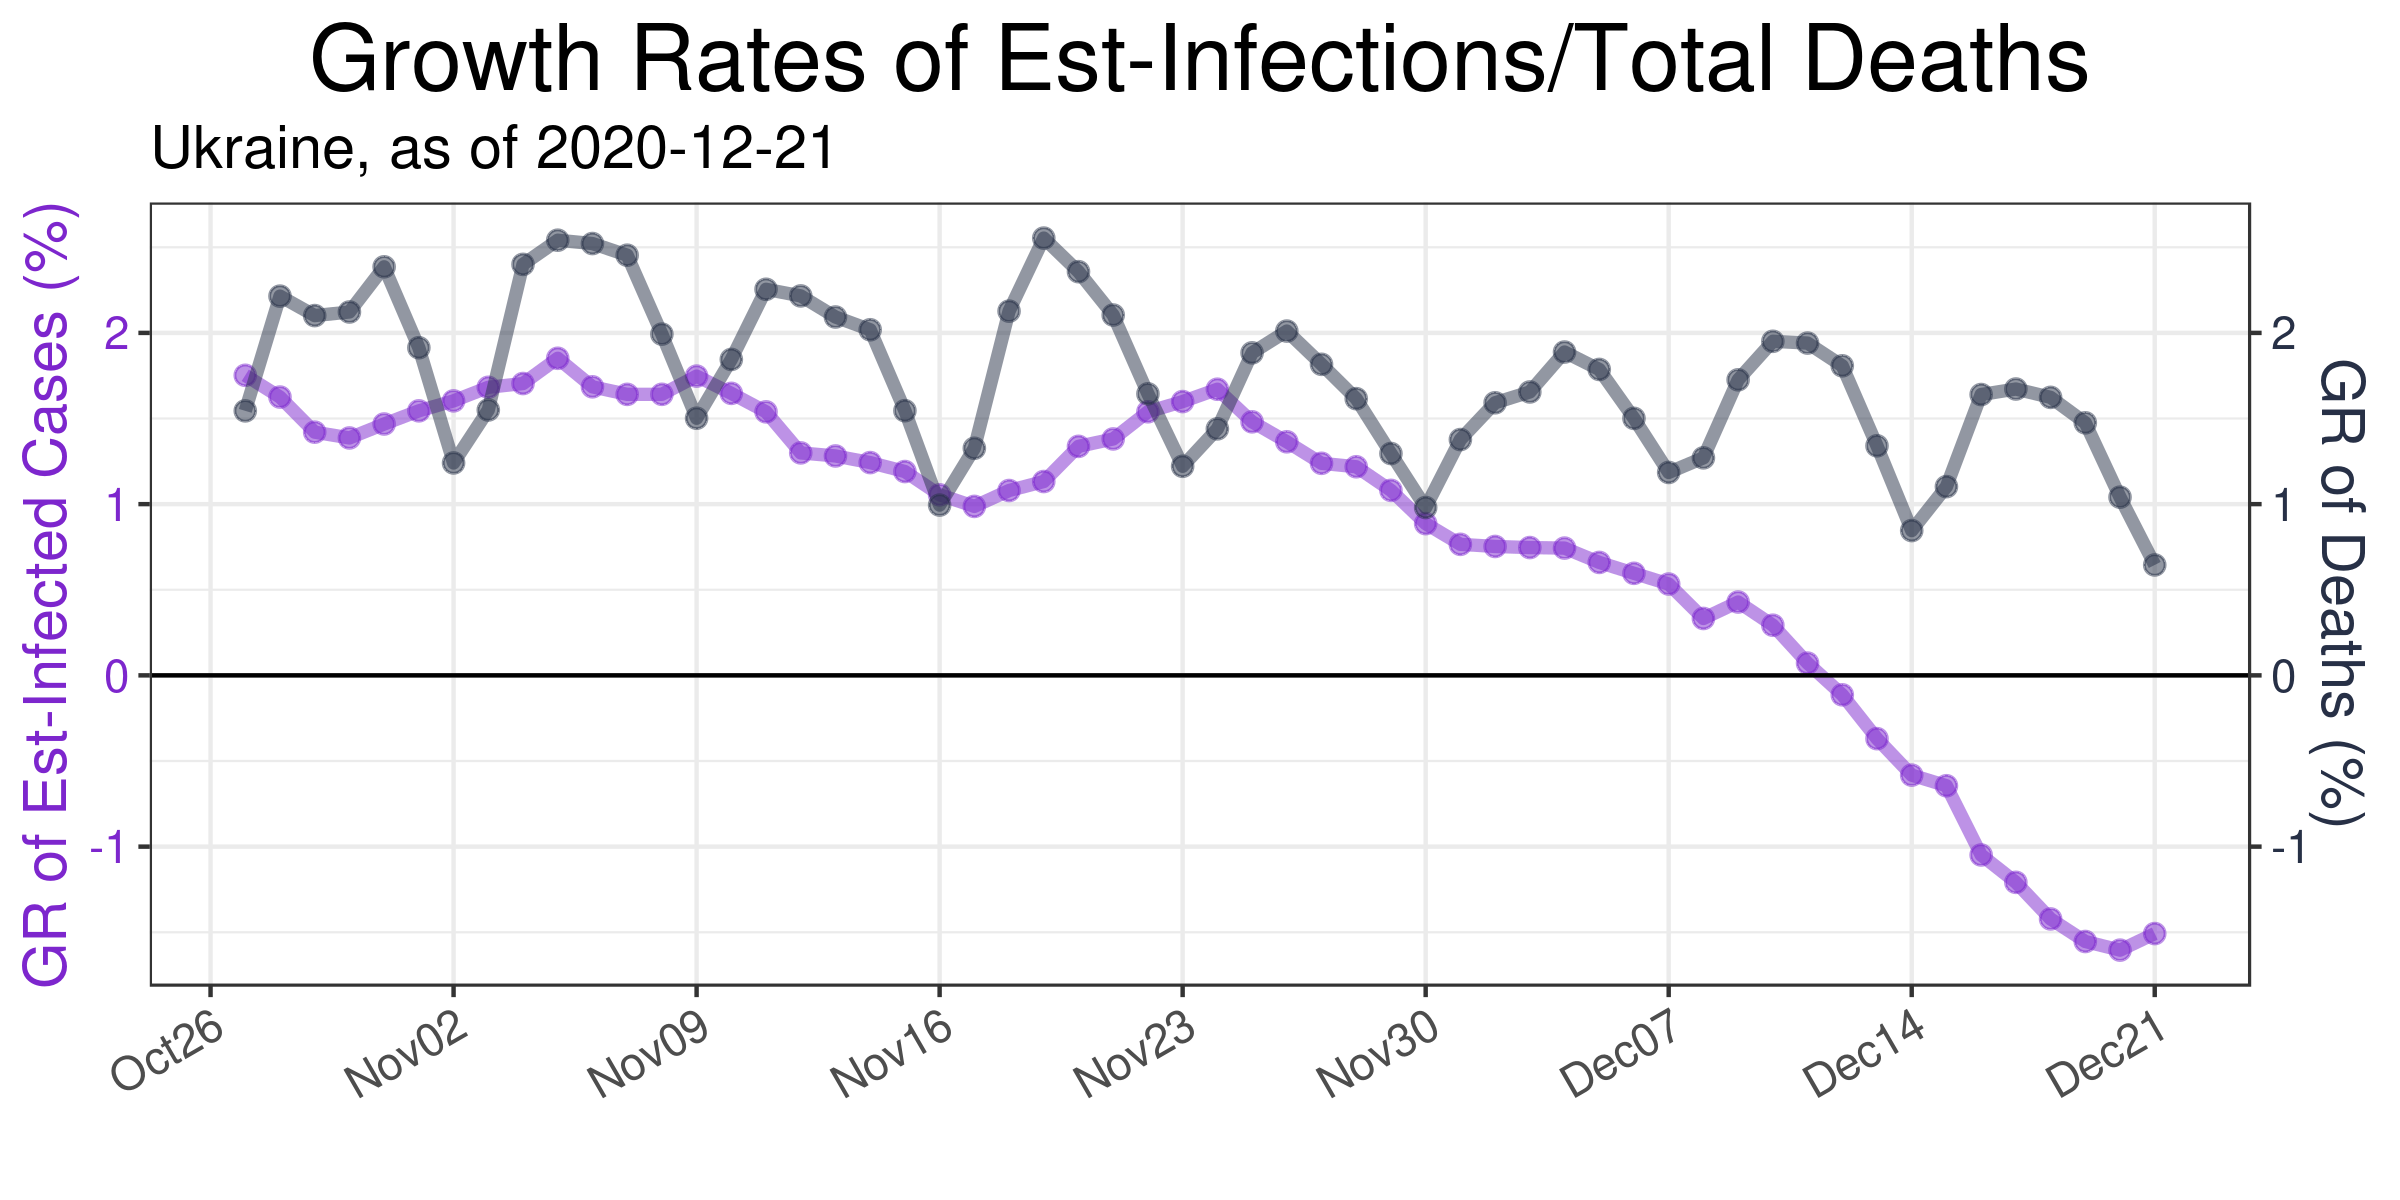 Growth Rates of Est-Infections/Total Deaths
Ukraine, as of 2020-12-21
GR of Est-Infected Cases (%)
2
1
0
-1
2
1
0
-1
GR of Deaths (%)
Oct26
Nov02
Nov09
Nov16
Nov23
Nov30
Dec07
Dec14
Dec21